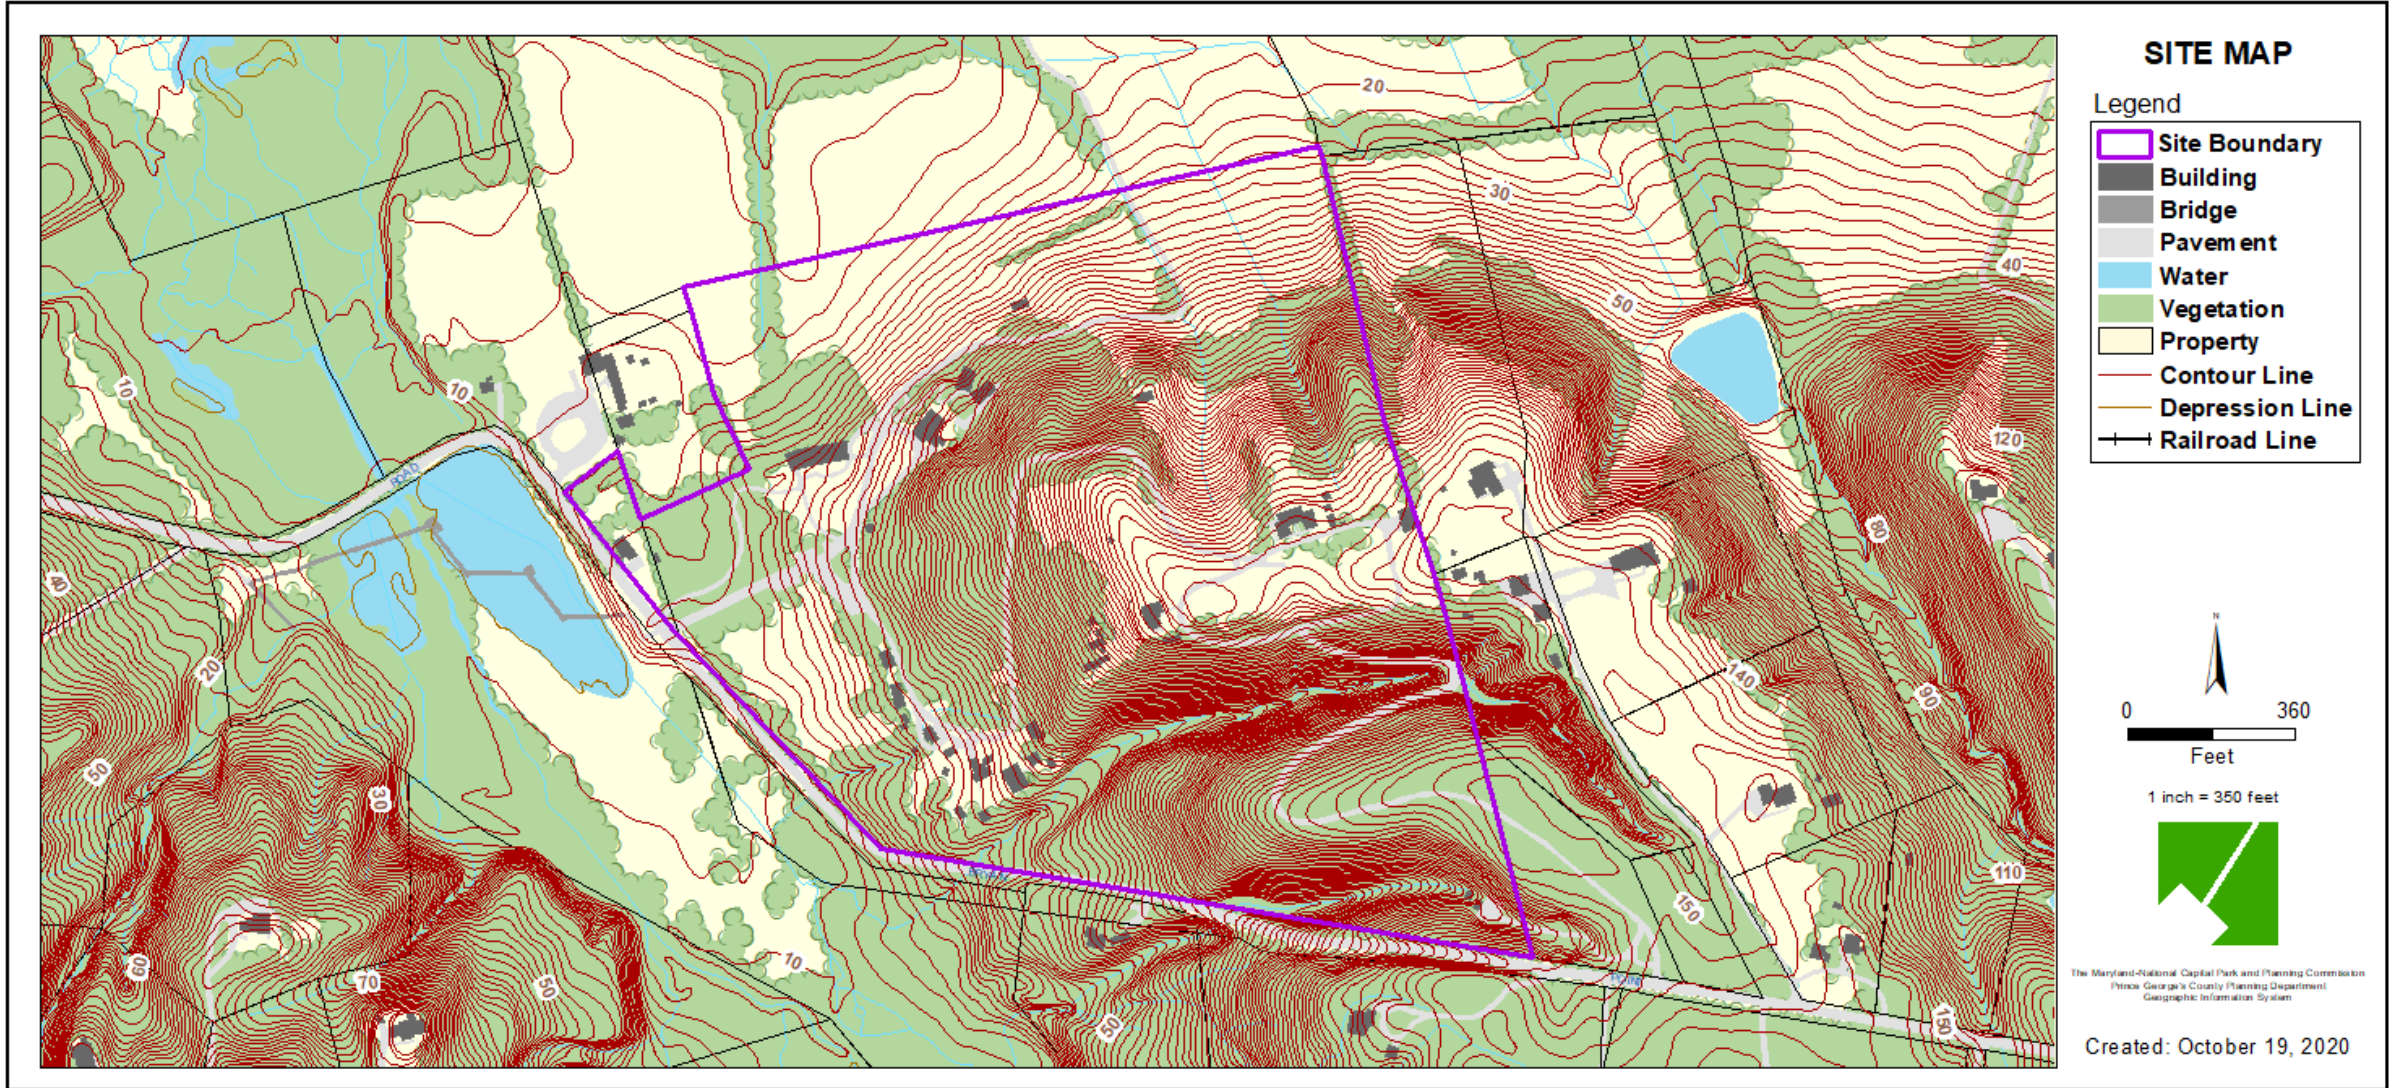 SITE MAP
Legend
Site Boundary
Building
Bridge
Pavement
Water
Vegetation
Property
Contour Line
Depression Line
Railroad Line
20
30
40
50
10
10
120
ROAD
80
40
20
140
90
50
30
110
BRYAN
150
10
60
70
50
POINT
50
150
N
0 360
Feet
1 inch = 350 feet
The Maryland-National Capital Park and Planning Commission
Prince George's County Planning Department
Geographic Information System
Created: October 19, 2020